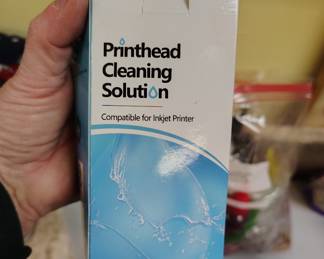 Printhead
Cleaning
Solution
Compatible for Inkjet Printer